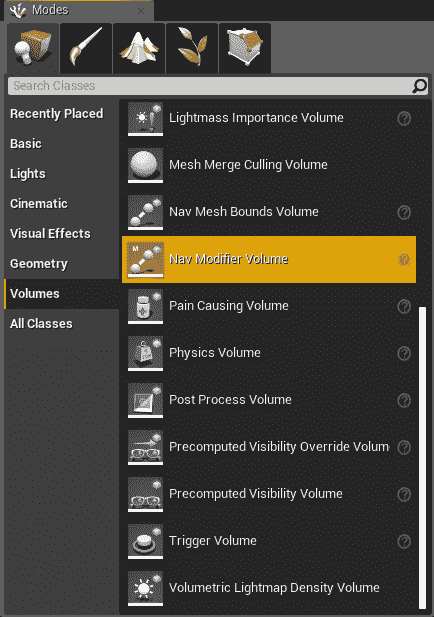 Modes
Search Classes
Recently Placed
Basic
Lights
Cinematic
Visual Effects
Geometry
Volumes
All Classes
Lightmass Importance Volume
Mesh Merge Culling Volume
Nav Mesh Bounds Volume
M
Nav Modifier Volume
Pain Causing Volume
Physics Volume
Post Process Volume
Precomputed Visibility Override Volum
Precomputed Visibility Volume
Trigger Volume
Volumetric Lightmap Density Volume